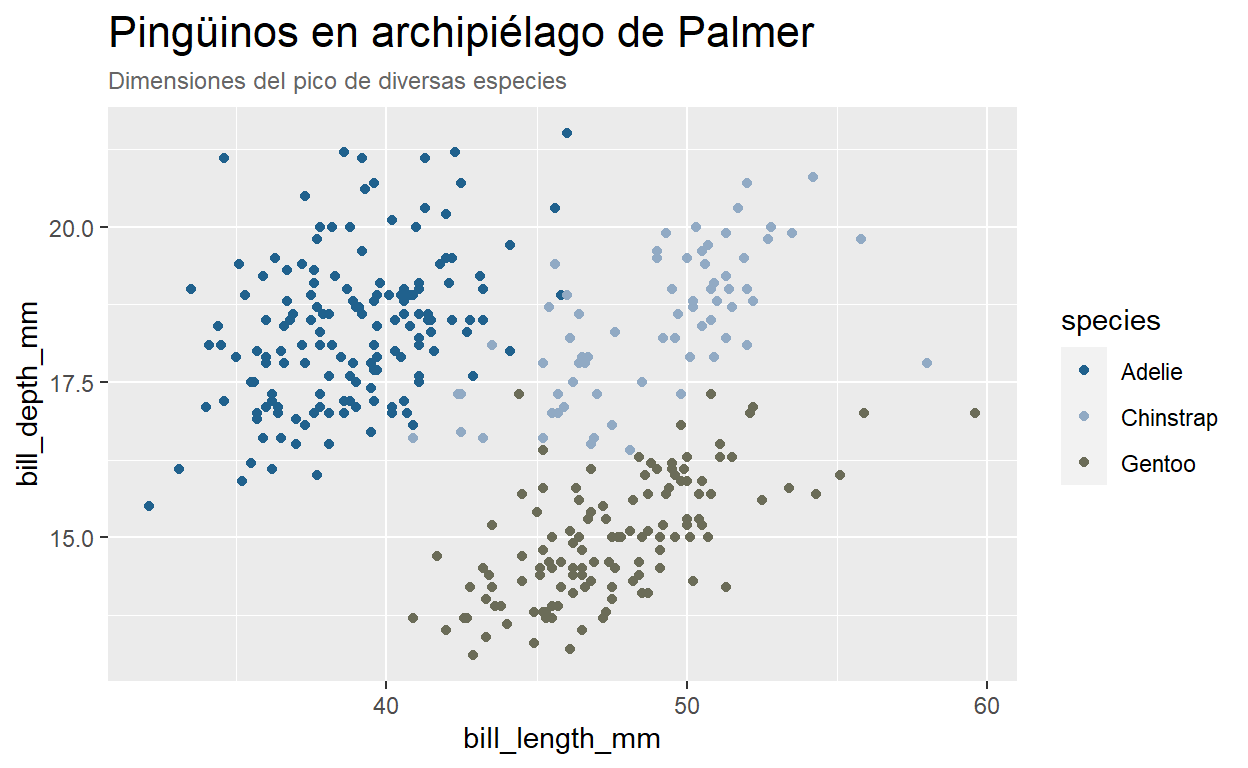 Pingüinos en archipiélago de Palmer
Dimensiones del pico de diversas especies
20.0
17.5
15.0
bill_depth_mm
40
50
60
bill_length_mm
species
Adelie
Chinstrap
Gentoo